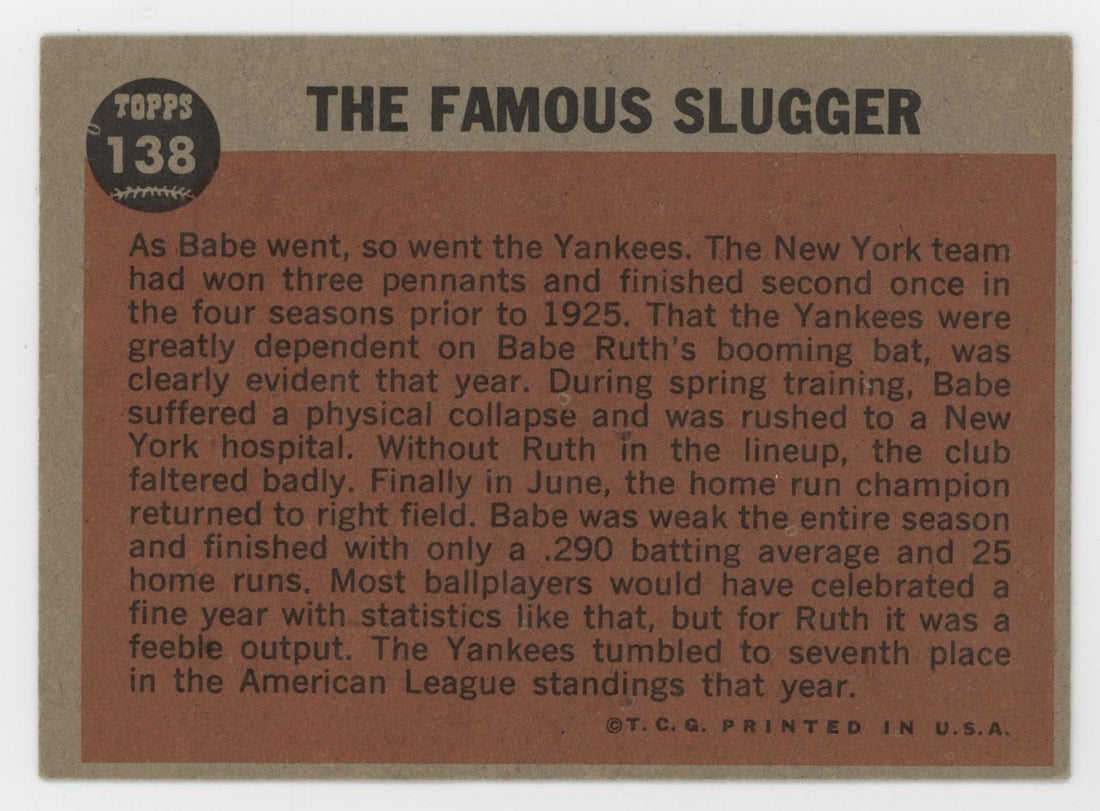 TOPPS
138
THE FAMOUS SLUGGER
As Babe went, so went the Yankees. The New York team
had won three pennants and finished second once in
the four seasons prior to 1925. That the Yankees were
greatly dependent on Babe Ruth's booming bat, was
clearly evident that year. During spring training, Babe
suffered a physical collapse and was rushed to a New
York hospital. Without Ruth in the lineup, the club
faltered badly. Finally in June, the home run champion
returned to right field. Babe was weak the entire season
and finished with only a .290 batting average and 25
home runs. Most ballplayers would have celebrated a
fine year with statistics like that, but for Ruth it was a
feeble output. The Yankees tumbled to seventh place
in the American League standings that year.
©T.C.G. PRINTED IN U.S.A.